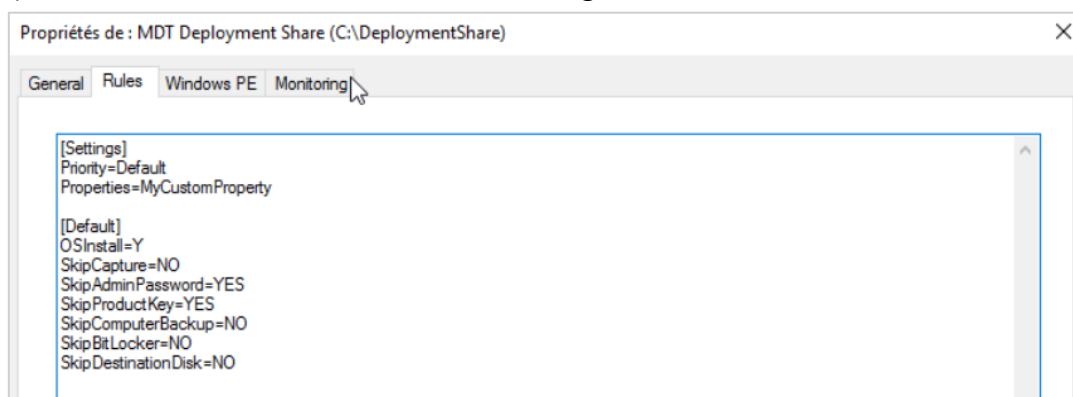 Propriétés de : MDT Deployment Share (C:\DeploymentShare)
General Rules Windows PE Monitoring
[Settings]
Priority=Default
Properties=MyCustomProperty
[Default]
OSInstall=Y
SkipCapture=NO
SkipAdminPassword=YES
SkipProductKey=YES
SkipComputerBackup=NO
SkipBitLocker=NO
SkipDestinationDisk=NO